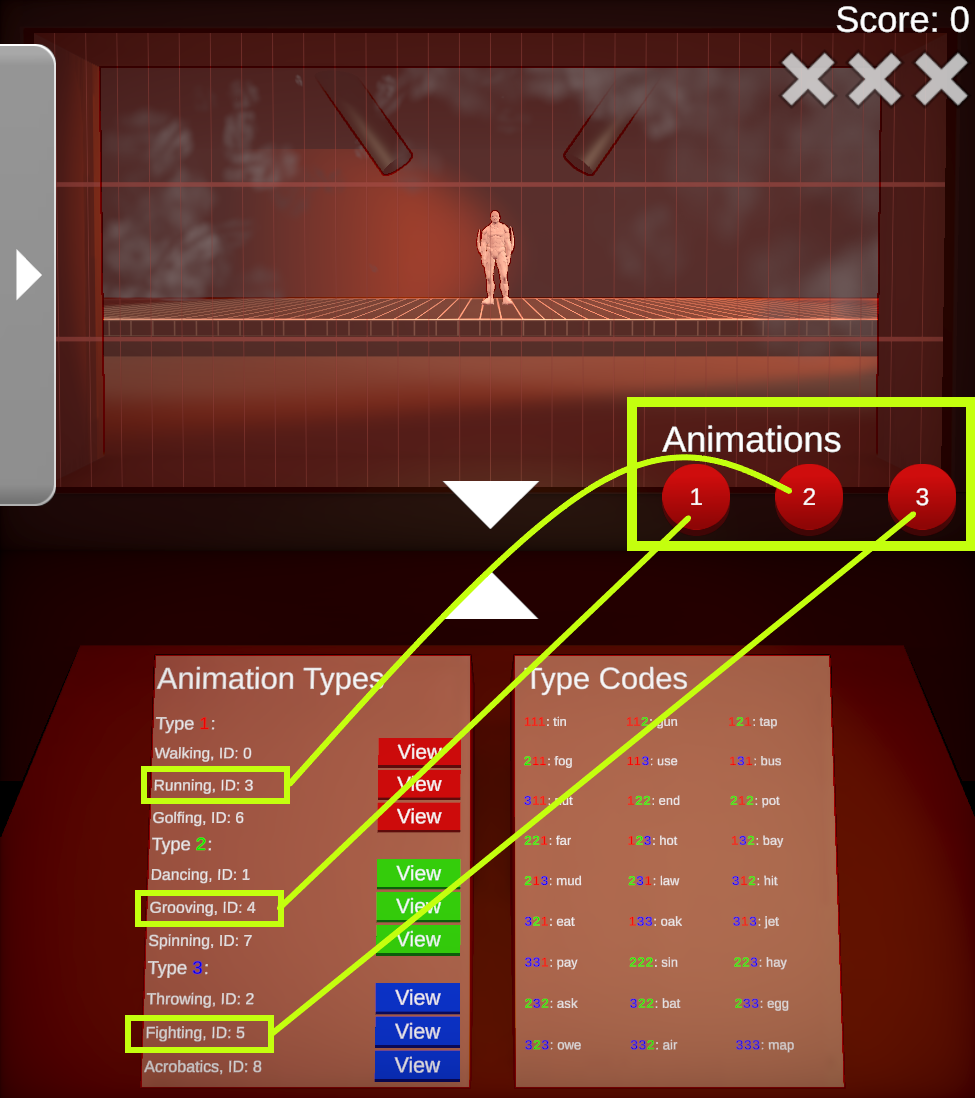 Score: 0
Animations
1 2 3
Animation Types
Type 1:
Walking, ID: 0 View
Running, ID: 3 View
Golfing, ID: 6 View
Type 2:
Dancing, ID: 1 View
Grooving, ID: 4 View
Spinning, ID: 7 View
Type 3:
Throwing, ID: 2 View
Fighting, ID: 5 View
Acrobatics, ID: 8 View
Type Codes
111: tin 112: gun 121: tap
211: fog 113: use 131: bus
311: nut 122: end 212: pot
221: far 123: hot 132: bay
213: mud 231: law 312: hit
321: eat 133: oak 313: jet
331: pay 222: sin 223: hay
232: ask 322: bat 233: egg
323: owe 332: air 333: map